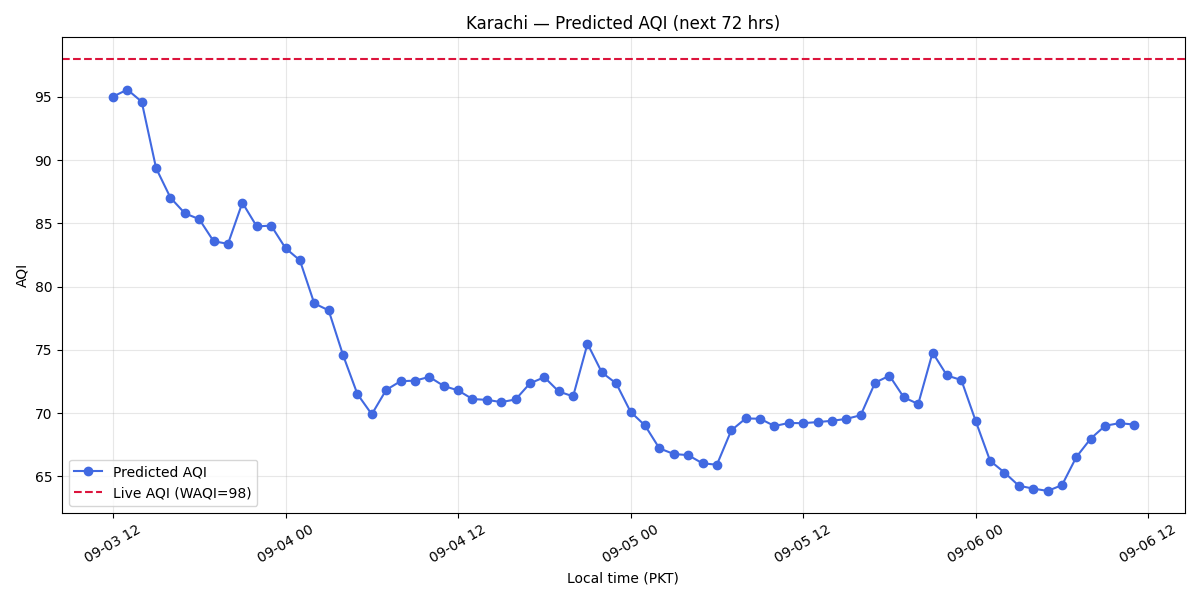 Karachi — Predicted AQI (next 72 hrs)
AQI
95
90
85
80
75
70
65
Predicted AQI
Live AQI (WAQI=98)
09-03 12
09-04 00
09-04 12
09-05 00
09-05 12
09-06 00
09-06 12
Local time (PKT)